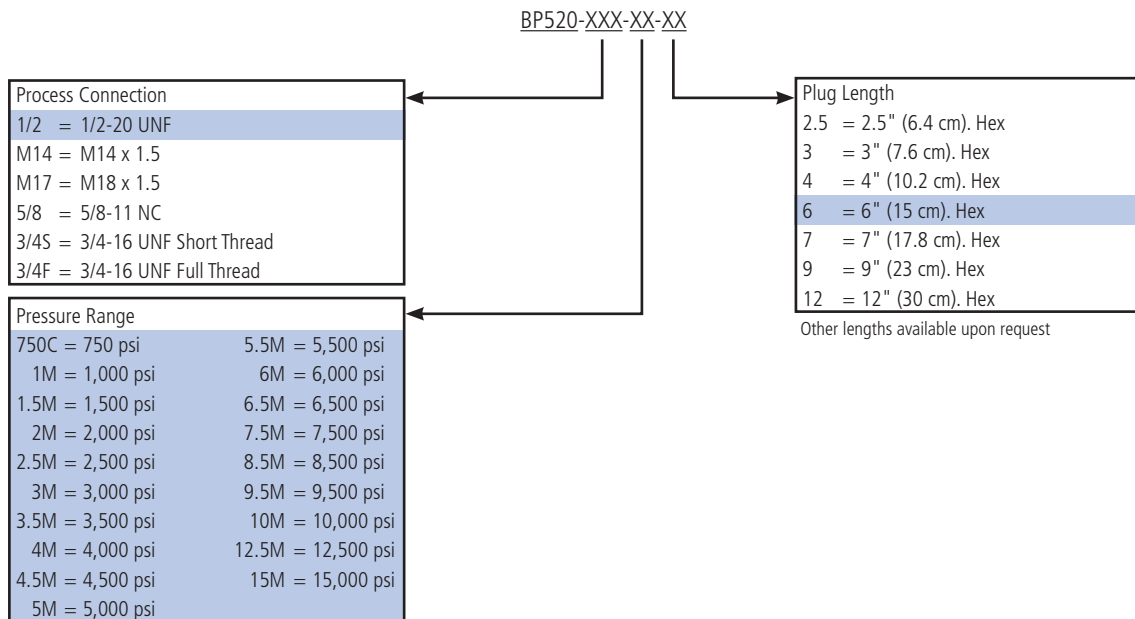 BP520-XXX-XX-XX
Process Connection
1/2 = 1/2-20 UNF
M14 = M14 x 1.5
M17 = M18 x 1.5
5/8 = 5/8-11 NC
3/4S = 3/4-16 UNF Short Thread
3/4F = 3/4-16 UNF Full Thread
Pressure Range
750C = 750 psi 5.5M = 5,500 psi
1M = 1,000 psi 6M = 6,000 psi
1.5M = 1,500 psi 6.5M = 6,500 psi
2M = 2,000 psi 7.5M = 7,500 psi
2.5M = 2,500 psi 8.5M = 8,500 psi
3M = 3,000 psi 9.5M = 9,500 psi
3.5M = 3,500 psi 10M = 10,000 psi
4M = 4,000 psi 12.5M = 12,500 psi
4.5M = 4,500 psi 15M = 15,000 psi
5M = 5,000 psi
Plug Length
2.5 = 2.5" (6.4 cm). Hex
3 = 3" (7.6 cm). Hex
4 = 4" (10.2 cm). Hex
6 = 6" (15 cm). Hex
7 = 7" (17.8 cm). Hex
9 = 9" (23 cm). Hex
12 = 12" (30 cm). Hex
Other lengths available upon request